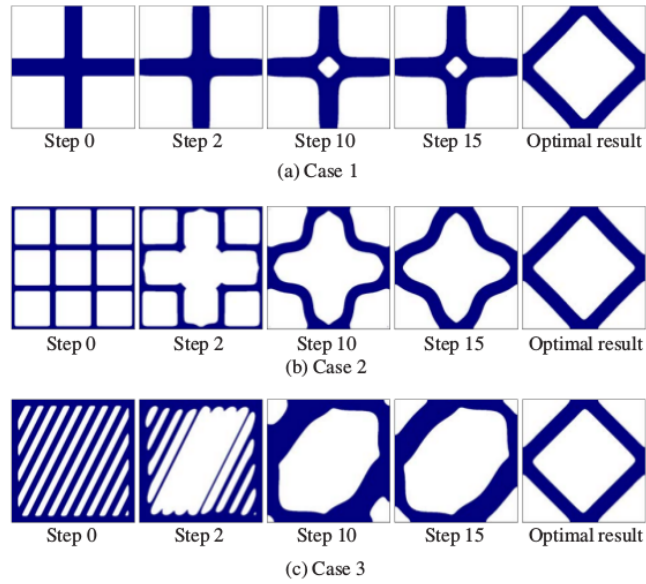 Step 0 Step 2 Step 10 Step 15 Optimal result
(a) Case 1
Step 0 Step 2 Step 10 Step 15 Optimal result
(b) Case 2
Step 0 Step 2 Step 10 Step 15 Optimal result
(c) Case 3